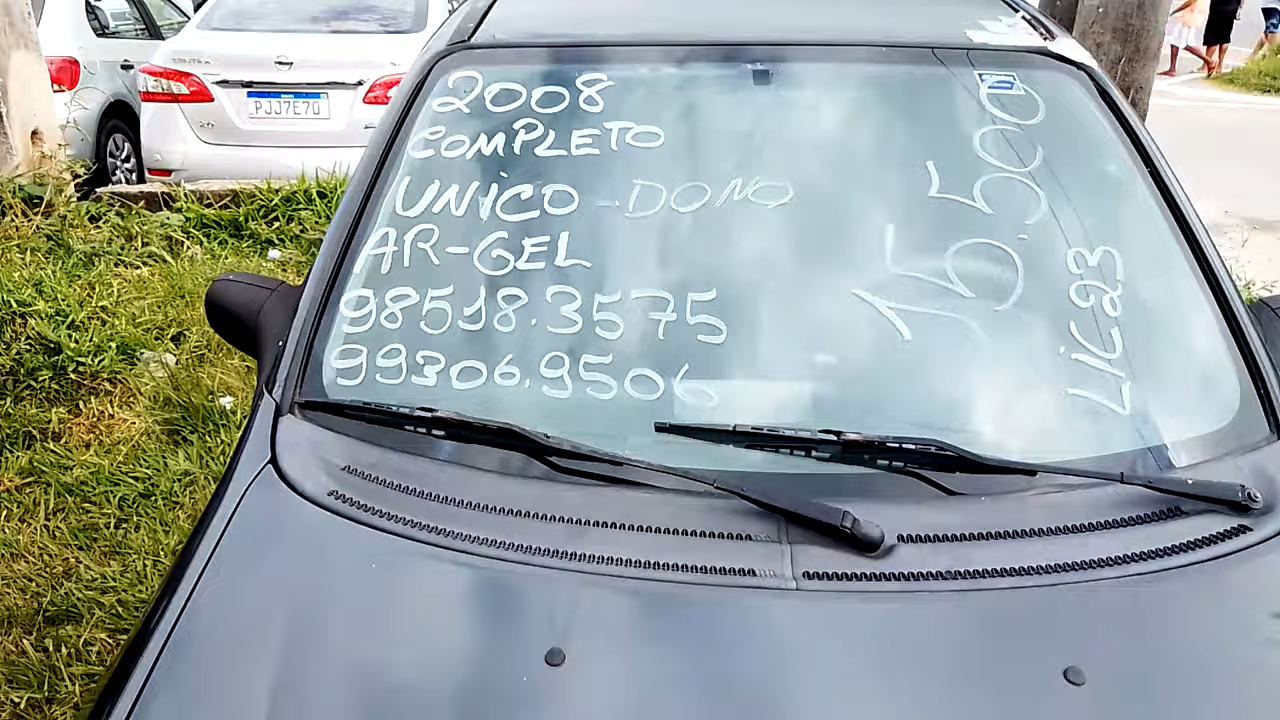 2008
COMPLETO
UNICO - DONO
AR-GEL
98518.3575
99306.9506
15.500
LIC23
PJJ7E70